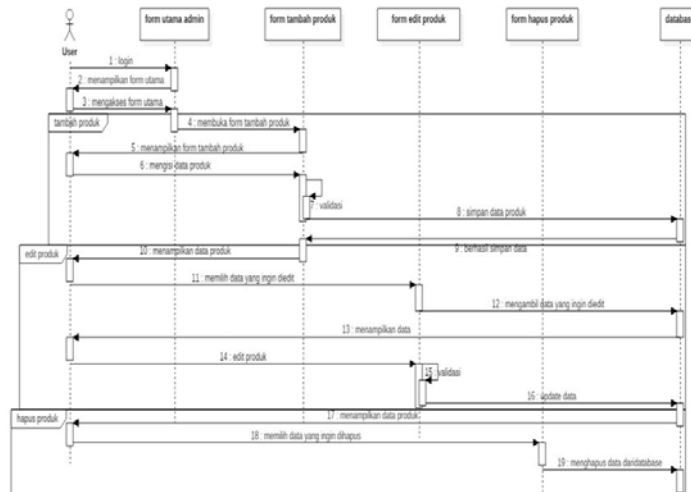 form utama admin
form tambah produk
form edit produk
form hapus produk
database
User
1 : login
2 : menampilkan form utama
3 : mengakses form utama
tambah produk
4 : membuka form tambah produk
5 : menampilkan form tambah produk
6 : mengisi data produk
7 : validasi
8 : simpan data produk
9 : berhasil simpan data
edit produk
10 : menampilkan data produk
11 : memilih data yang ingin diedit
12 : mengambil data yang ingin diedit
13 : menampilkan data
14 : edit produk
15 : validasi
16 : update data
hapus produk
17 : menampilkan data produk
18 : memilih data yang ingin dihapus
19 : menghapus data daridatabase